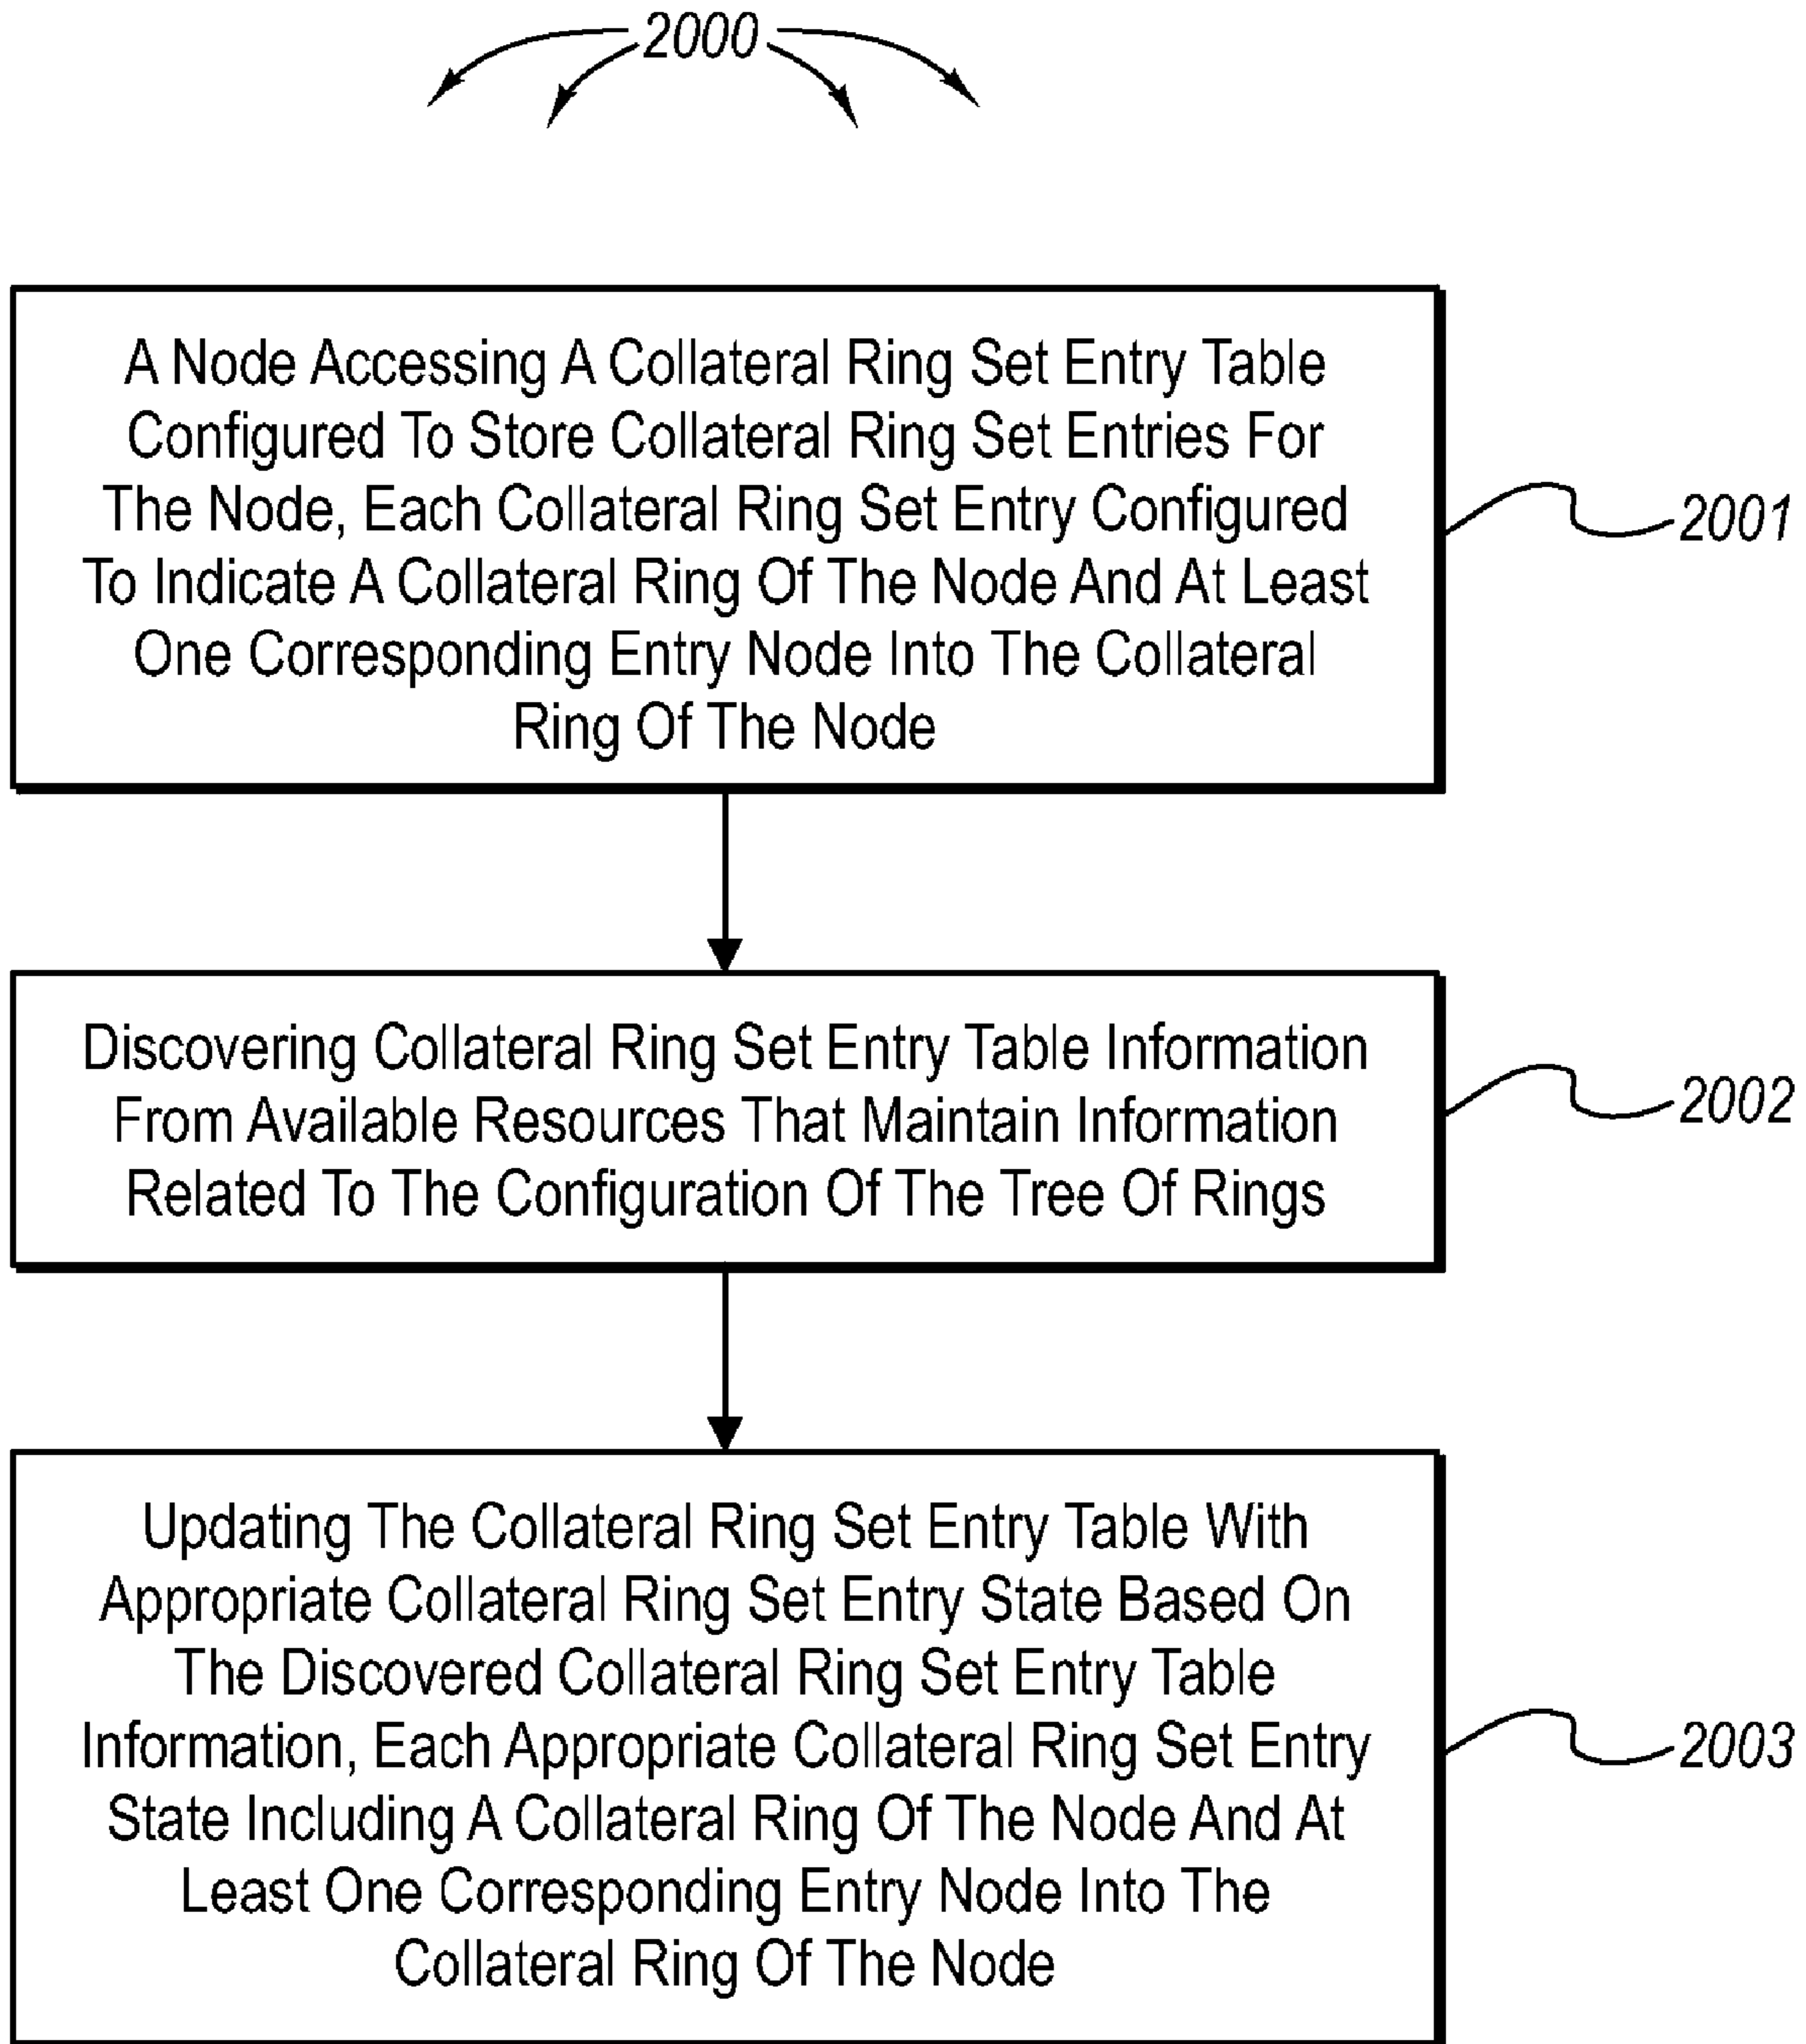 2000
A Node Accessing A Collateral Ring Set Entry Table
Configured To Store Collateral Ring Set Entries For
The Node, Each Collateral Ring Set Entry Configured
To Indicate A Collateral Ring Of The Node And At Least
One Corresponding Entry Node Into The Collateral
Ring Of The Node
2001
Discovering Collateral Ring Set Entry Table Information
From Available Resources That Maintain Information
Related To The Configuration Of The Tree Of Rings
2002
Updating The Collateral Ring Set Entry Table With
Appropriate Collateral Ring Set Entry State Based On
The Discovered Collateral Ring Set Entry Table
Information, Each Appropriate Collateral Ring Set Entry
State Including A Collateral Ring Of The Node And At
Least One Corresponding Entry Node Into The
Collateral Ring Of The Node
2003